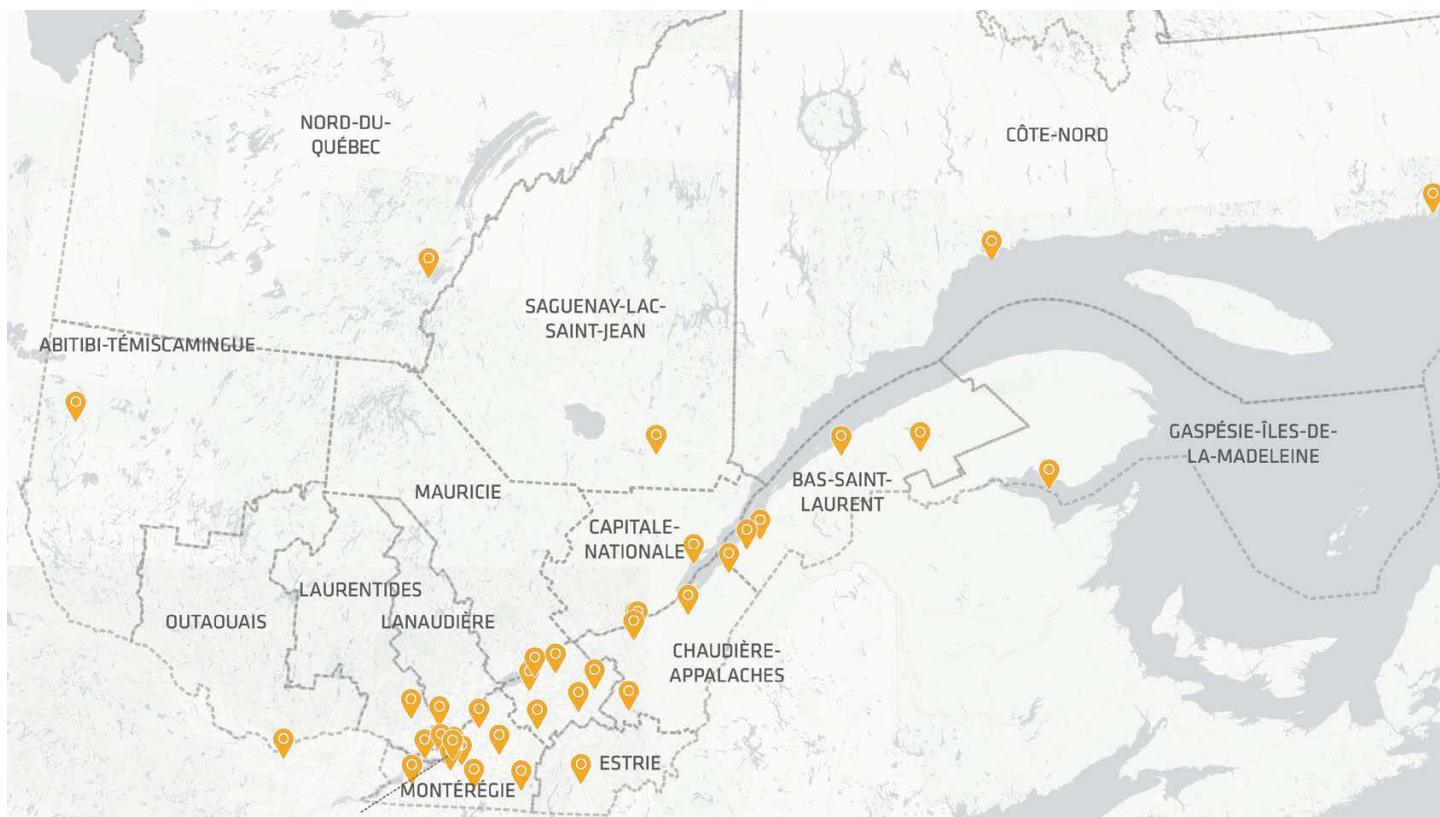 NORD-DU-
QUÉBEC
CÔTE-NORD
SAGUENAY-LAC-
SAINT-JEAN
ABITIBI-TÉMISCAMINGUE
GASPÉSIE-ÎLES-DE-
LA-MADELEINE
MAURICIE
BAS-SAINT-
LAURENT
CAPITALE-
NATIONALE
LAURENTIDES
OUTAOUAIS
LANAUDIÈRE
CHAUDIÈRE-
APPALACHES
ESTRIE
MONTÉRÉGIE